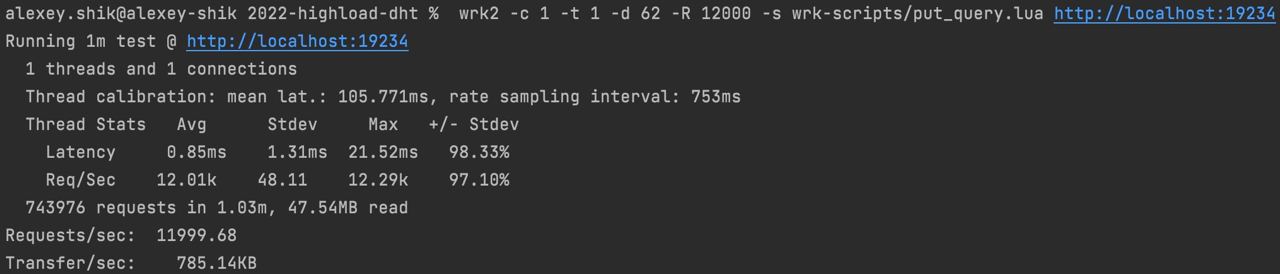 alexey.shik@alexey-shik 2022-highload-dht %  wrk2 -c 1 -t 1 -d 62 -R 12000 -s wrk-scripts/put_query.lua http://localhost:19234
Running 1m test @ http://localhost:19234
  1 threads and 1 connections
  Thread calibration: mean lat.: 105.771ms, rate sampling interval: 753ms
  Thread Stats   Avg      Stdev     Max   +/- Stdev
    Latency     0.85ms    1.31ms  21.52ms   98.33%
    Req/Sec    12.01k    48.11    12.29k    97.10%
  743976 requests in 1.03m, 47.54MB read
Requests/sec:  11999.68
Transfer/sec:    785.14KB